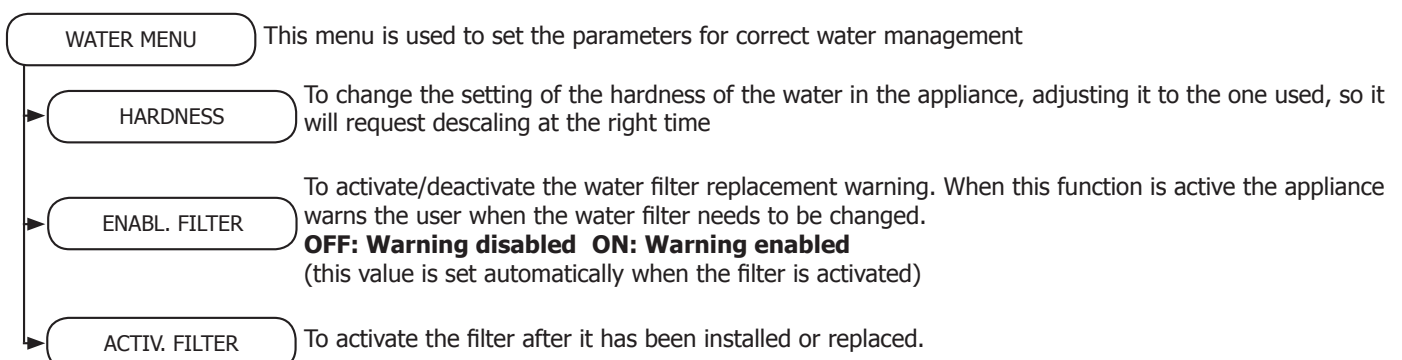 WATER MENU
This menu is used to set the parameters for correct water management
HARDNESS
To change the setting of the hardness of the water in the appliance, adjusting it to the one used, so it
will request descaling at the right time
ENABL. FILTER
To activate/deactivate the water filter replacement warning. When this function is active the appliance
warns the user when the water filter needs to be changed.
OFF: Warning disabled  ON: Warning enabled
(this value is set automatically when the filter is activated)
ACTIV. FILTER
To activate the filter after it has been installed or replaced.